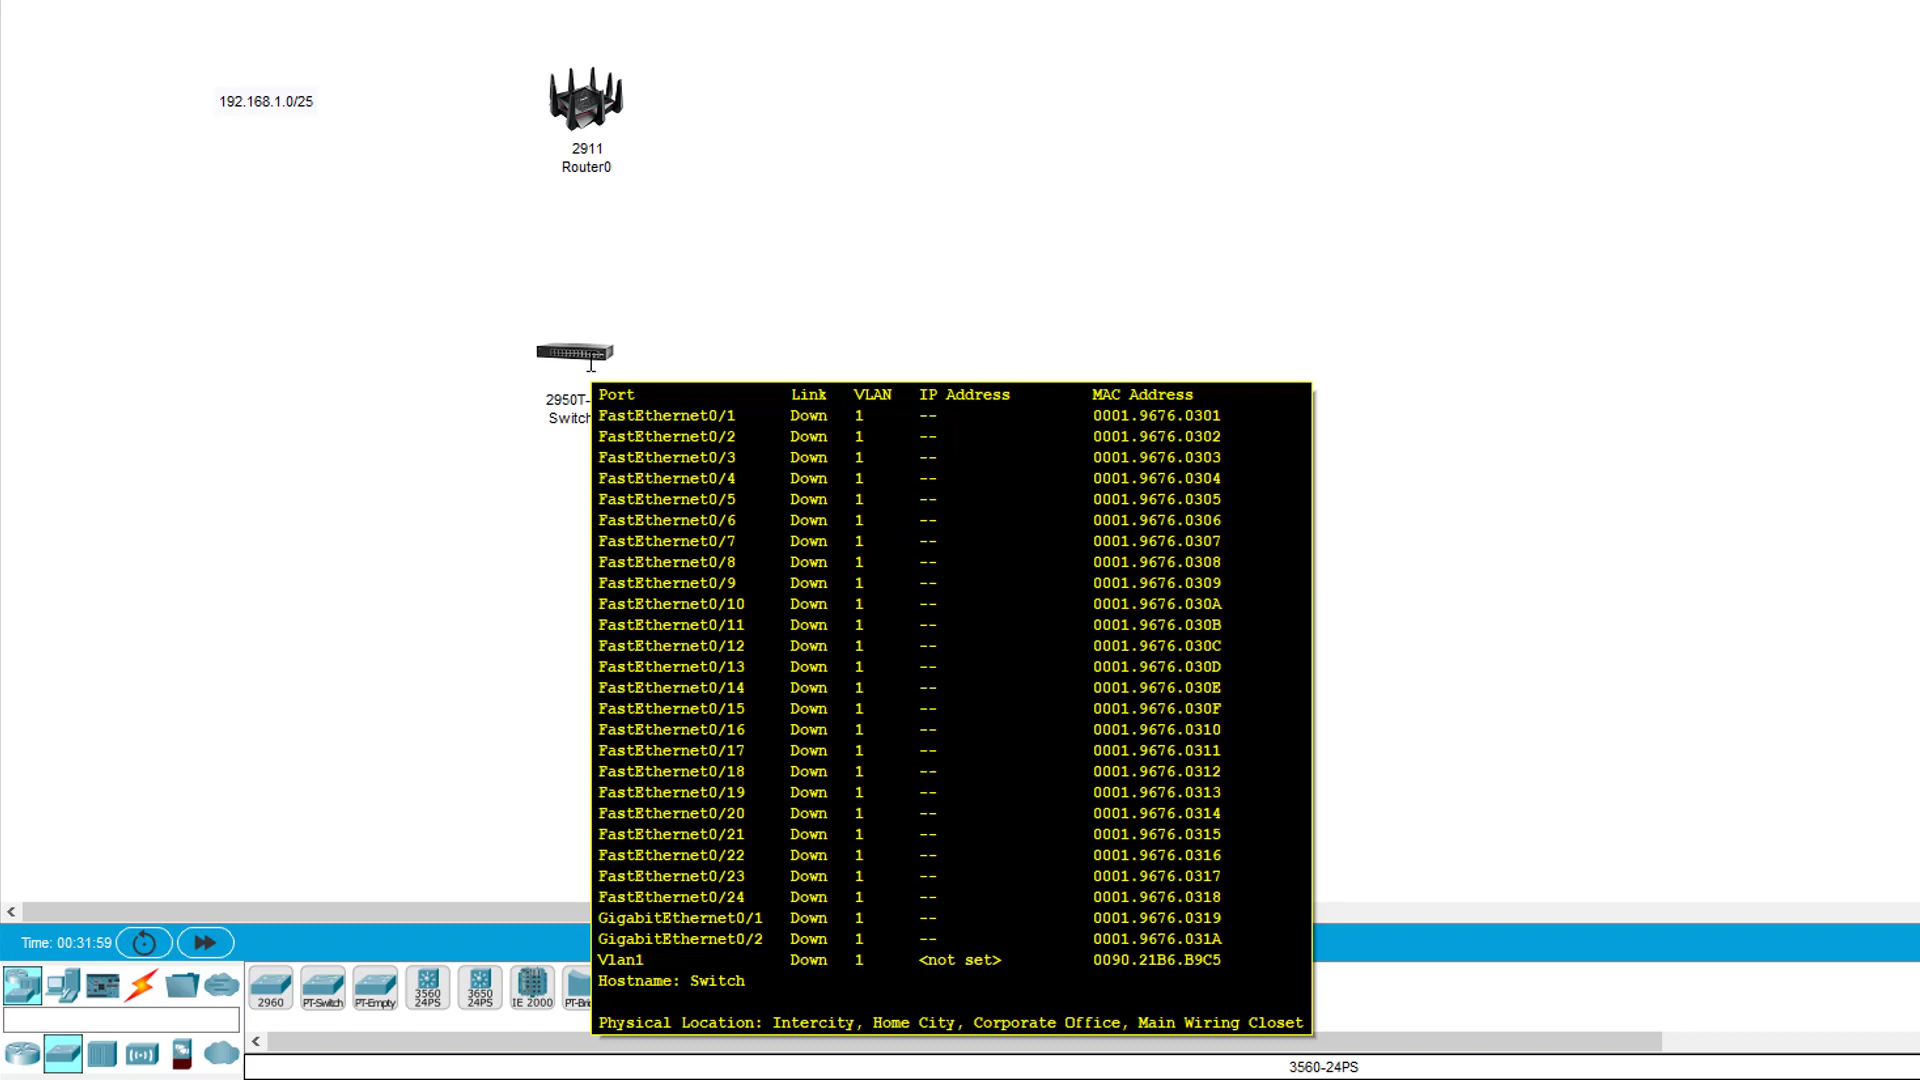 192.168.1.0/25
2911
Router0
2950T-
Switch
Port Link VLAN IP Address MAC Address
FastEthernet0/1 Down 1 -- 0001.9676.0301
FastEthernet0/2 Down 1 -- 0001.9676.0302
FastEthernet0/3 Down 1 -- 0001.9676.0303
FastEthernet0/4 Down 1 -- 0001.9676.0304
FastEthernet0/5 Down 1 -- 0001.9676.0305
FastEthernet0/6 Down 1 -- 0001.9676.0306
FastEthernet0/7 Down 1 -- 0001.9676.0307
FastEthernet0/8 Down 1 -- 0001.9676.0308
FastEthernet0/9 Down 1 -- 0001.9676.0309
FastEthernet0/10 Down 1 -- 0001.9676.030A
FastEthernet0/11 Down 1 -- 0001.9676.030B
FastEthernet0/12 Down 1 -- 0001.9676.030C
FastEthernet0/13 Down 1 -- 0001.9676.030D
FastEthernet0/14 Down 1 -- 0001.9676.030E
FastEthernet0/15 Down 1 -- 0001.9676.030F
FastEthernet0/16 Down 1 -- 0001.9676.0310
FastEthernet0/17 Down 1 -- 0001.9676.0311
FastEthernet0/18 Down 1 -- 0001.9676.0312
FastEthernet0/19 Down 1 -- 0001.9676.0313
FastEthernet0/20 Down 1 -- 0001.9676.0314
FastEthernet0/21 Down 1 -- 0001.9676.0315
FastEthernet0/22 Down 1 -- 0001.9676.0316
FastEthernet0/23 Down 1 -- 0001.9676.0317
FastEthernet0/24 Down 1 -- 0001.9676.0318
GigabitEthernet0/1 Down 1 -- 0001.9676.0319
GigabitEthernet0/2 Down 1 -- 0001.9676.031A
Vlan1 Down 1 <not set> 0090.21B6.B9C5
Hostname: Switch
Physical Location: Intercity, Home City, Corporate Office, Main Wiring Closet
Time: 00:31:59
2960
PT-Switch
PT-Empty
3560
24PS
3650
24PS
IE 2000
PT-Bri
3560-24PS